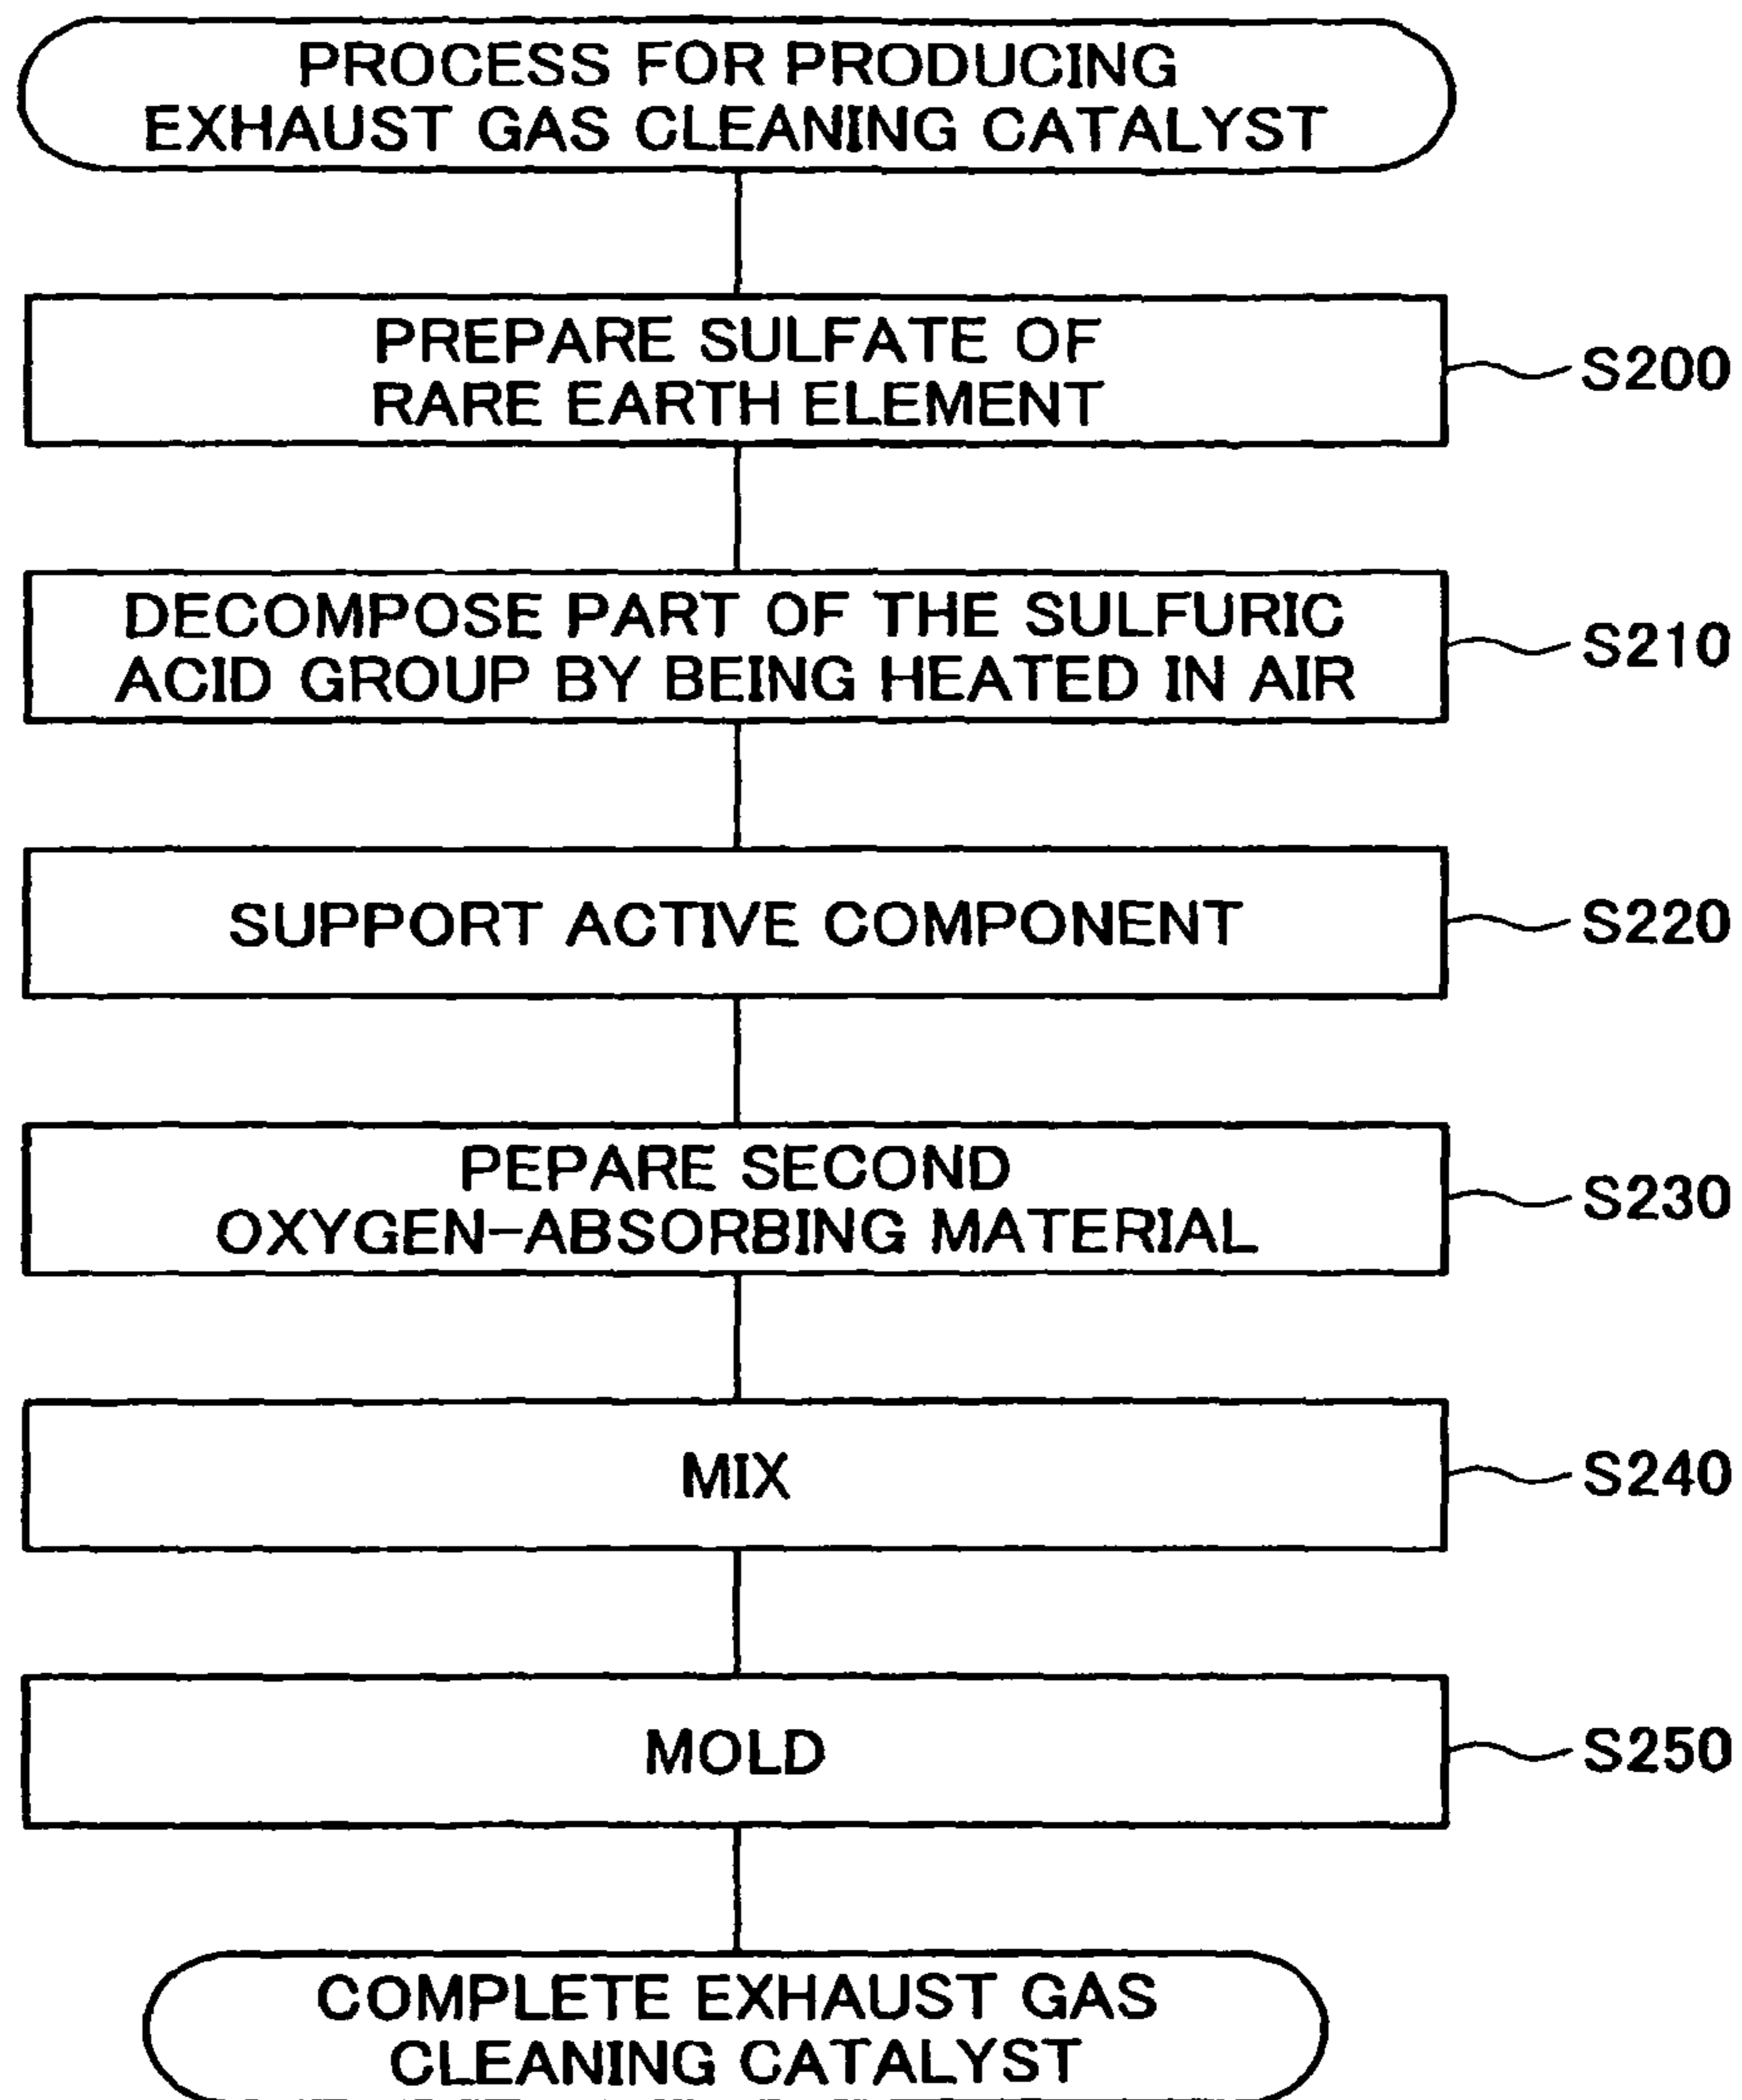 PROCESS FOR PRODUCING
EXHAUST GAS CLEANING CATALYST
PREPARE SULFATE OF
RARE EARTH ELEMENT
S200
DECOMPOSE PART OF THE SULFURIC
ACID GROUP BY BEING HEATED IN AIR
S210
SUPPORT ACTIVE COMPONENT
S220
PEPARE SECOND
OXYGEN-ABSORBING MATERIAL
S230
MIX
S240
MOLD
S250
COMPLETE EXHAUST GAS
CLEANING CATALYST